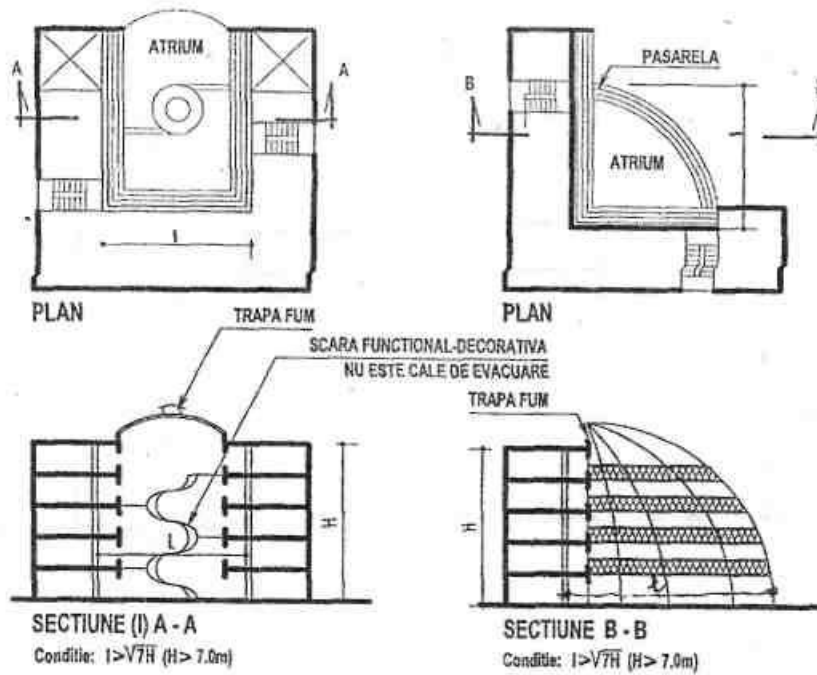 ATRIUM
A
A
l
PLAN
PASARELA
B
ATRIUM
PLAN
TRAPA FUM
SCARA FUNCTIONAL-DECORATIVA
NU ESTE CALE DE EVACUARE
H
L
SECTIUNE (I) A - A
Conditie: l>√7H (H> 7.0m)
TRAPA FUM
H
L
SECTIUNE B - B
Conditie: l>√7H (H> 7.0m)